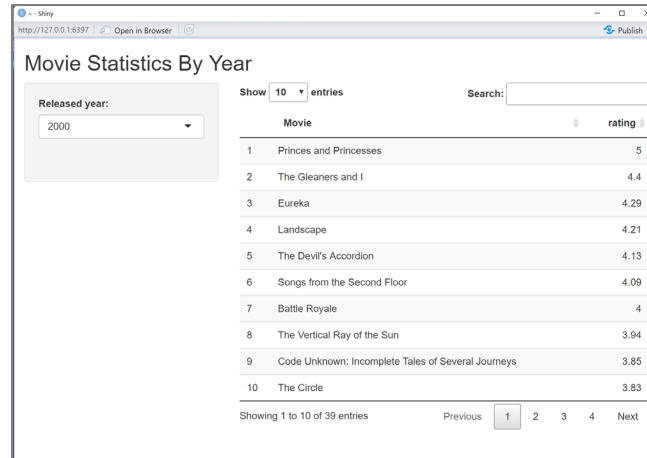 ~ - Shiny
http://127.0.0.1:6397 Open in Browser Publish
Movie Statistics By Year
Released year:
2000
Show 10 entries Search:
Movie rating
1 Princes and Princesses 5
2 The Gleaners and I 4.4
3 Eureka 4.29
4 Landscape 4.21
5 The Devil's Accordion 4.13
6 Songs from the Second Floor 4.09
7 Battle Royale 4
8 The Vertical Ray of the Sun 3.94
9 Code Unknown: Incomplete Tales of Several Journeys 3.85
10 The Circle 3.83
Showing 1 to 10 of 39 entries Previous 1 2 3 4 Next